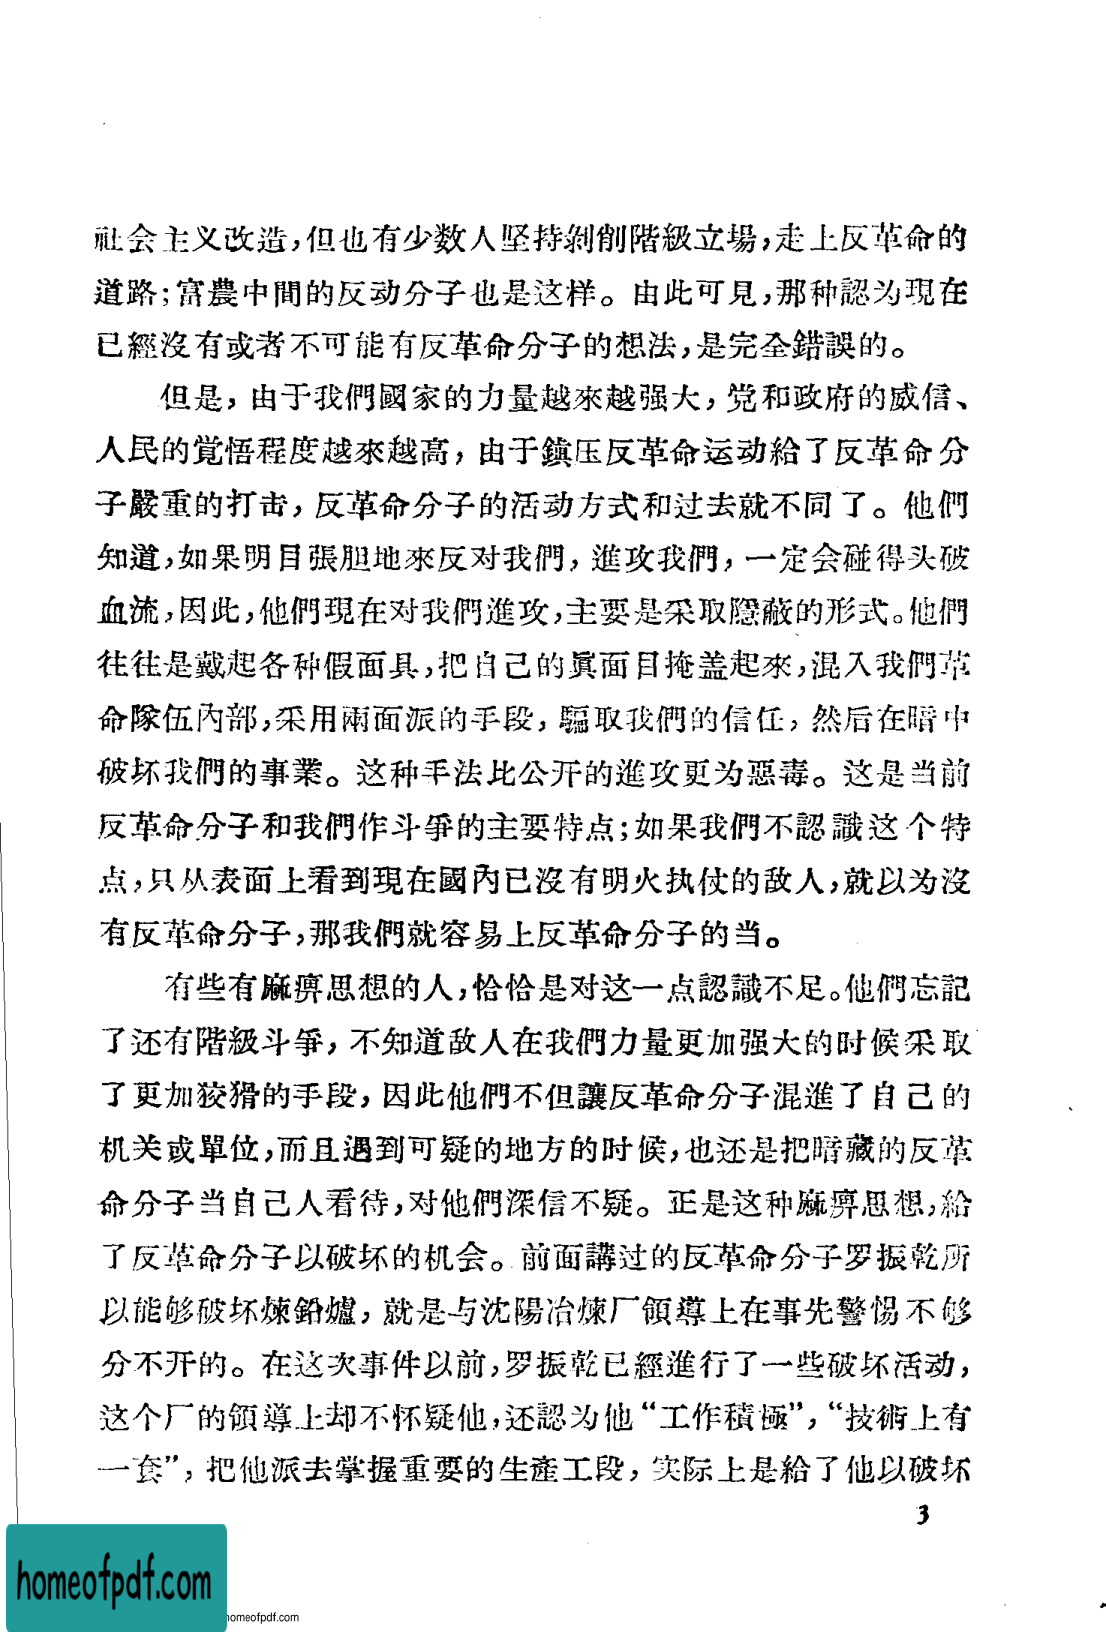 社会主义改造,但也有少数人坚持剝削階級立場,走上反革命的
道路;富農中間的反动分子也是这样。由此可見,那种認为現在
已經沒有或者不可能有反革命分子的想法,是完全錯誤的。
但是,由于我們國家的力量越來越强大,党和政府的威信、
人民的覚悟程度越來越高,由于鎮压反革命运动給了反革命分
子嚴重的打击,反革命分子的活动方式和过去就不同了。他們
知道,如果明目張胆地來反对我們,進攻我們,一定会碰得头破
血流,因此,他們現在对我們進攻,主要是采取隱蔽的形式。他們
往往是戴起各种假面具,把自己的眞面目掩盖起來,混入我們革
命隊伍內部,采用兩面派的手段,騙取我們的信任,然后在暗中
破坏我們的事業。这种手法比公开的進攻更为惡毒。这是当前
反革命分子和我們作斗爭的主要特点;如果我們不認識这个特
点,只从表面上看到現在國內已沒有明火执仗的敌人,就以为沒
有反革命分子,那我們就容易上反革命分子的当。
有些有麻痹思想的人,恰恰是对这一点認識不足。他們忘記
了还有階級斗爭,不知道敌人在我們力量更加强大的时候采取
了更加狡猾的手段,因此他們不但讓反革命分子混進了自己的
机关或單位,而且遇到可疑的地方的时候,也还是把暗藏的反革
命分子当自己人看待,对他們深信不疑。正是这种麻痹思想,給
了反革命分子以破坏的机会。前面講过的反革命分子罗振乾所
以能够破坏煉鉛爐,就是与沈陽冶煉厂領導上在事先警惕不够
分不开的。在这次事件以前,罗振乾已經進行了一些破坏活动,
这个厂的領導上却不怀疑他,还認为他“工作積極”,“技術上有
一套”,把他派去掌握重要的生產工段,实际上是給了他以破坏
3
homeofpdf.com
homeofpdf.com